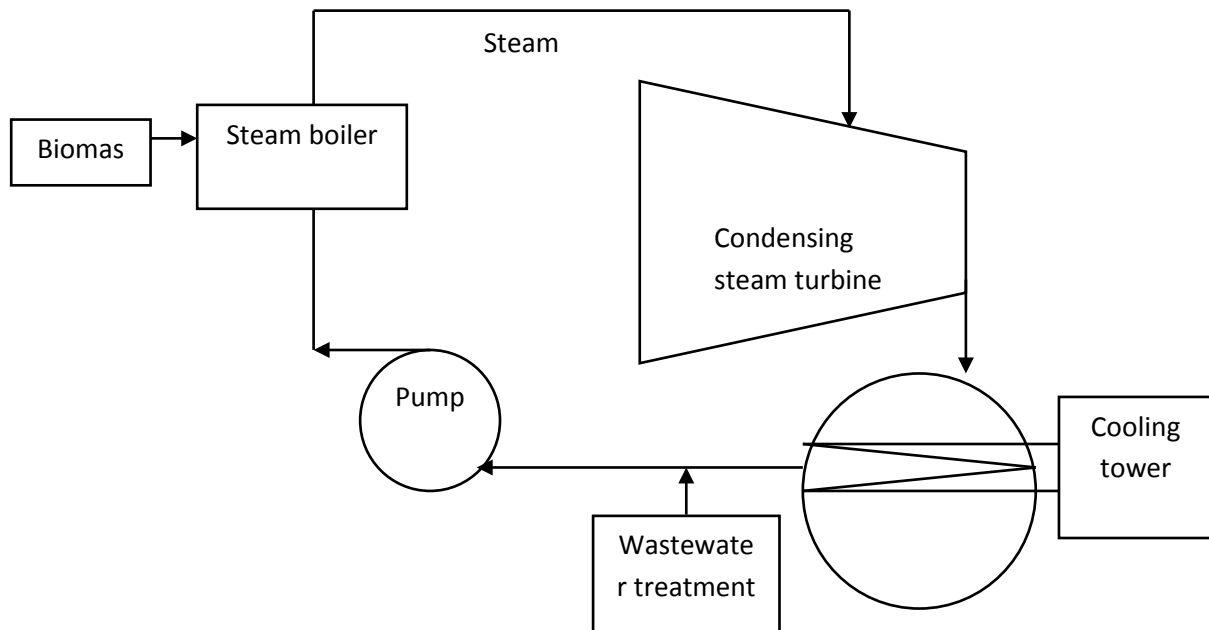 Steam
Biomas
Steam boiler
Condensing
steam turbine
Pump
Cooling
tower
Wastewate
r treatment